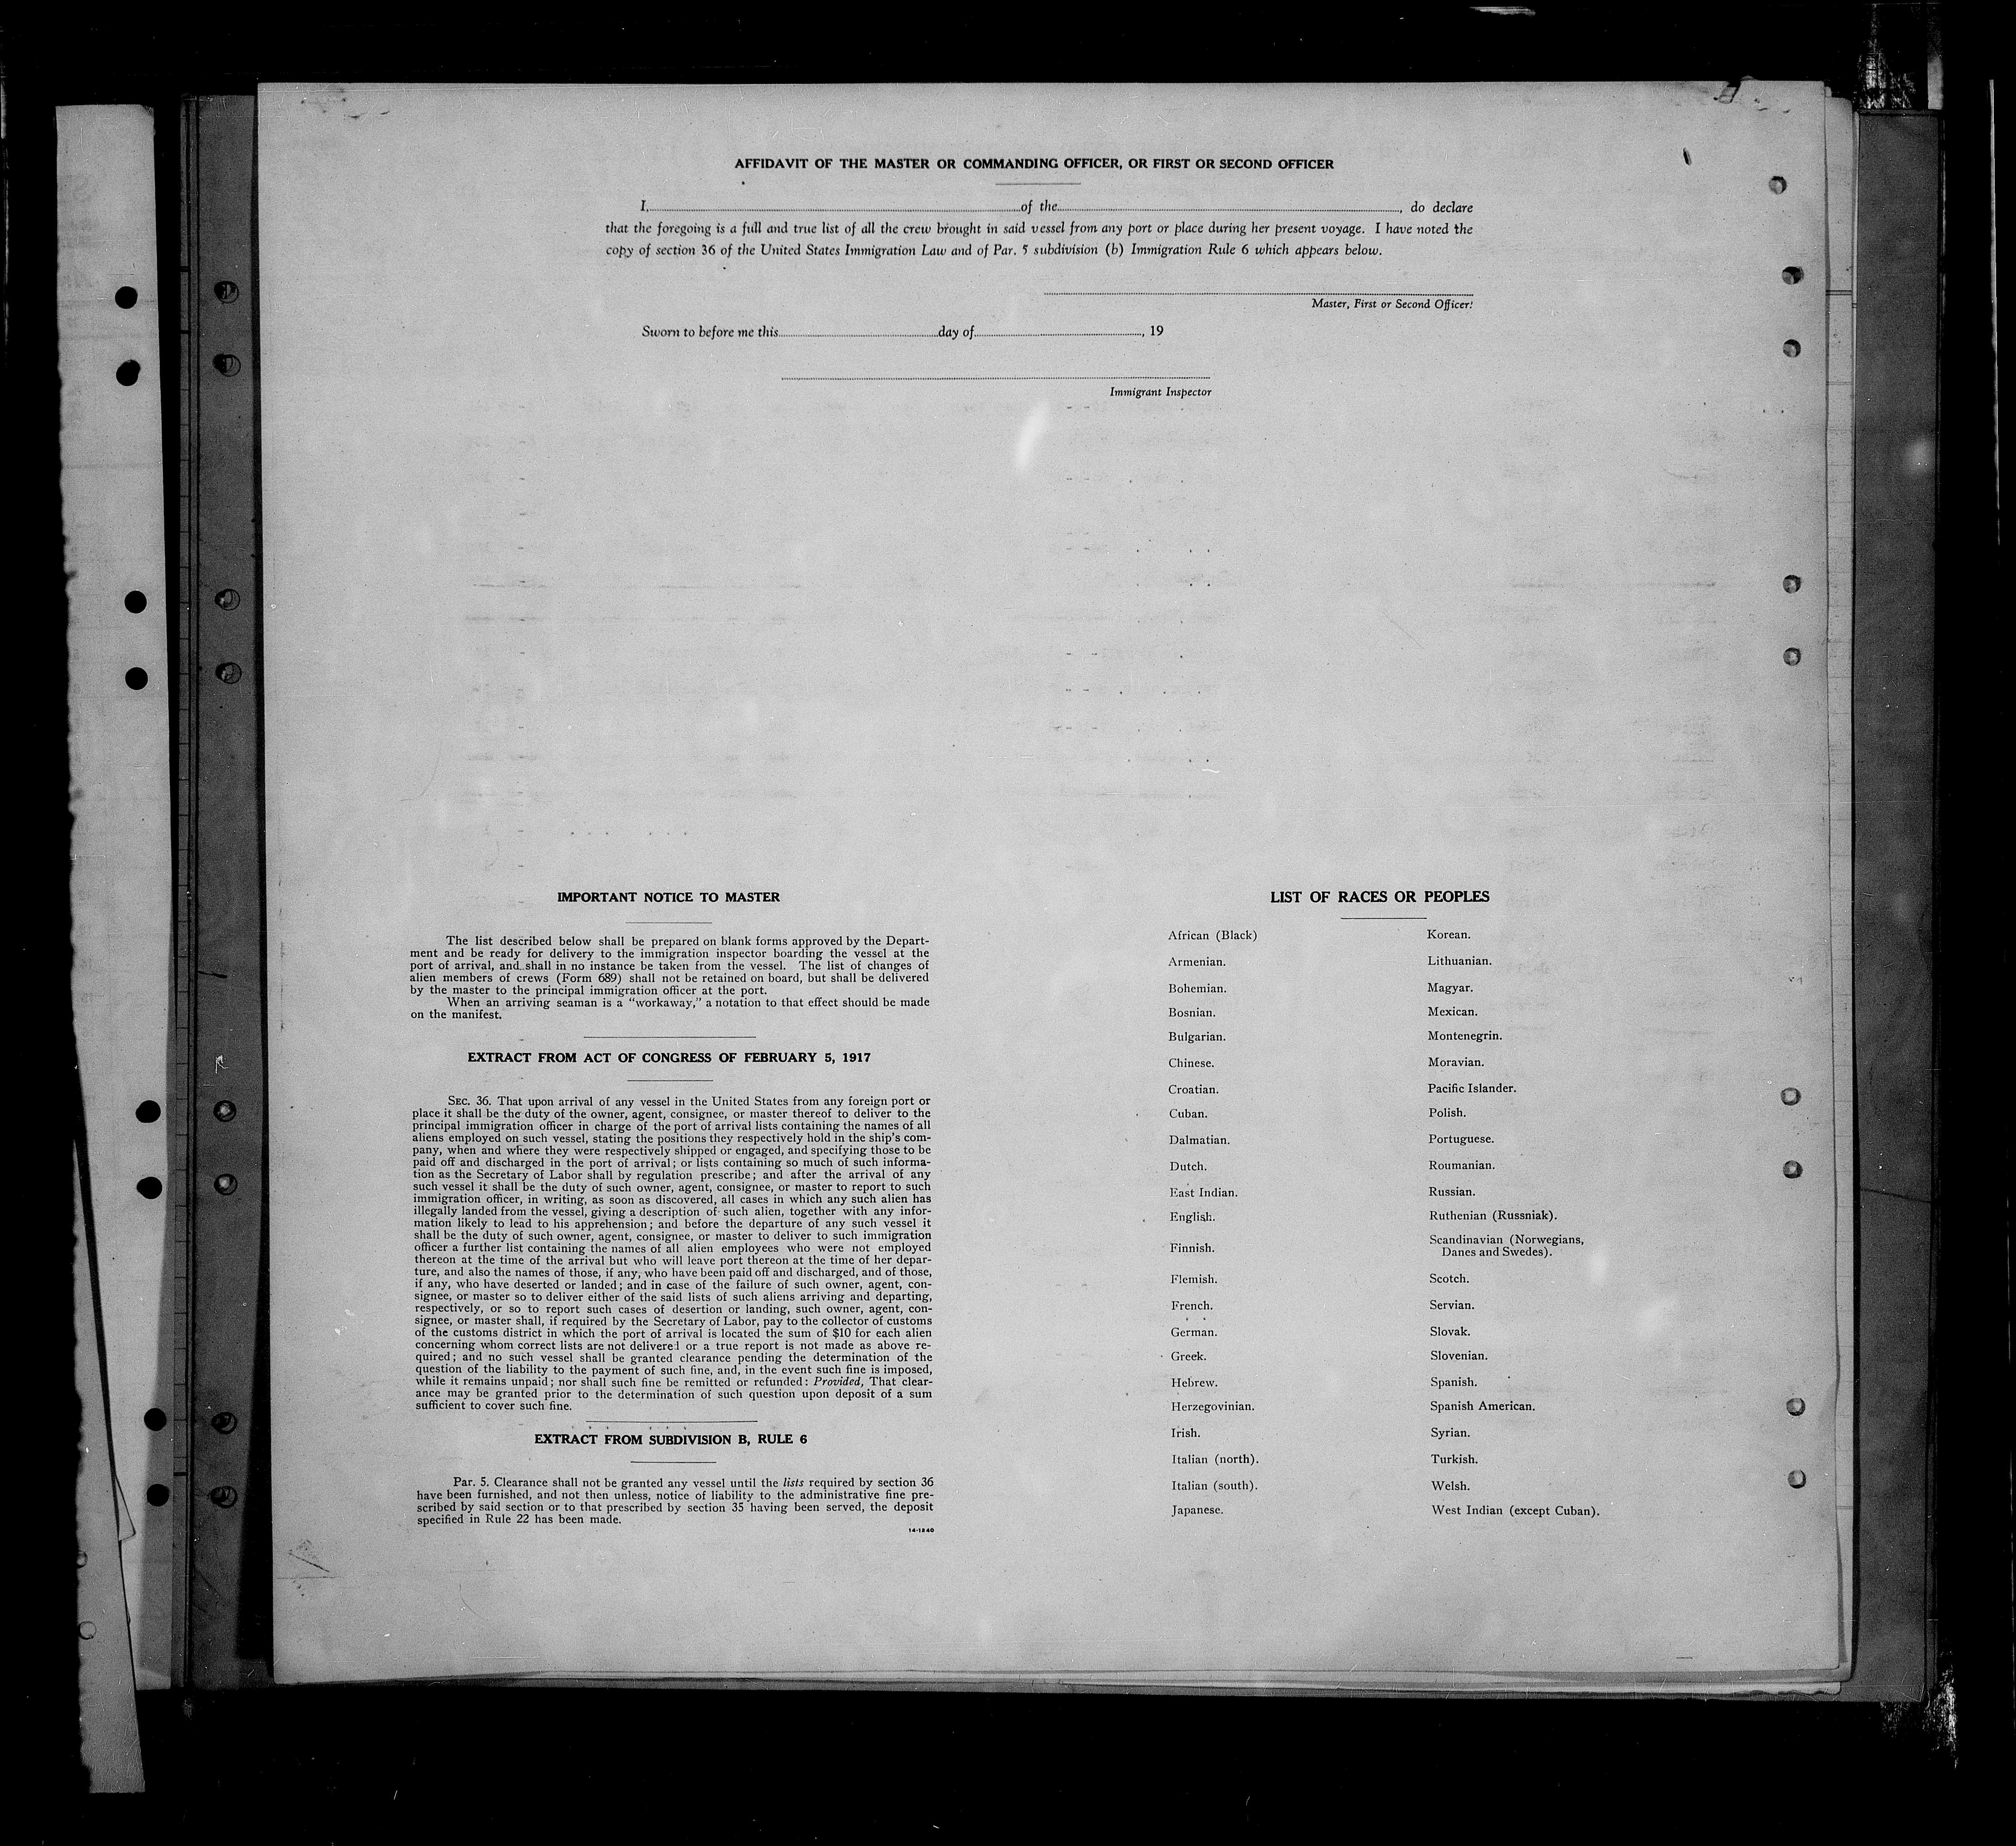 AFFIDAVIT OF THE MASTER OR COMMANDING OFFICER, OR FIRST OR SECOND OFFICER
I, of the , do declare
that the foregoing is a full and true list of all the crew brought in said vessel from any port or place during her present voyage. I have noted the
copy of section 36 of the United States Immigration Law and of Par. 5 subdivision (b) Immigration Rule 6 which appears below.
Master, First or Second Officer.
Sworn to before me this day of , 19
Immigrant Inspector
IMPORTANT NOTICE TO MASTER
The list described below shall be prepared on blank forms approved by the Depart-
ment and be ready for delivery to the immigration inspector boarding the vessel at the
port of arrival, and shall in no instance be taken from the vessel. The list of changes of
alien members of crews (Form 689) shall not be retained on board, but shall be delivered
by the master to the principal immigration officer at the port.
When an arriving seaman is a "workaway," a notation to that effect should be made
on the manifest.
EXTRACT FROM ACT OF CONGRESS OF FEBRUARY 5, 1917
SEC. 36. That upon arrival of any vessel in the United States from any foreign port or
place it shall be the duty of the owner, agent, consignee, or master thereof to deliver to the
principal immigration officer in charge of the port of arrival lists containing the names of all
aliens employed on such vessel, stating the positions they respectively hold in the ship's com-
pany, when and where they were respectively shipped or engaged, and specifying those to be
paid off and discharged in the port of arrival; or lists containing so much of such informa-
tion as the Secretary of Labor shall by regulation prescribe; and after the arrival of any
such vessel it shall be the duty of such owner, agent, consignee, or master to report to such
immigration officer, in writing, as soon as discovered, all cases in which any such alien has
illegally landed from the vessel, giving a description of such alien, together with any infor-
mation likely to lead to his apprehension; and before the departure of any such vessel it
shall be the duty of such owner, agent, consignee, or master to deliver to such immigration
officer a further list containing the names of all alien employees who were not employed
thereon at the time of the arrival but who will leave port thereon at the time of her depar-
ture, and also the names of those, if any, who have been paid off and discharged, and of those,
if any, who have deserted or landed; and in case of the failure of such owner, agent, con-
signee, or master so to deliver either of the said lists of such aliens arriving and departing,
respectively, or so to report such cases of desertion or landing, such owner, agent, con-
signee, or master shall, if required by the Secretary of Labor, pay to the collector of customs
of the customs district in which the port of arrival is located the sum of $10 for each alien
concerning whom correct lists are not delivered or a true report is not made as above re-
quired; and no such vessel shall be granted clearance pending the determination of the
question of the liability to the payment of such fine, and, in the event such fine is imposed,
while it remains unpaid; nor shall such fine be remitted or refunded: Provided, That clear-
ance may be granted prior to the determination of such question upon deposit of a sum
sufficient to cover such fine.
EXTRACT FROM SUBDIVISION B, RULE 6
Par. 5. Clearance shall not be granted any vessel until the lists required by section 36
have been furnished, and not then unless, notice of liability to the administrative fine pre-
scribed by said section or to that prescribed by section 35 having been served, the deposit
specified in Rule 22 has been made.
14-1240
LIST OF RACES OR PEOPLES
African (Black)
Armenian.
Bohemian.
Bosnian.
Bulgarian.
Chinese.
Croatian.
Cuban.
Dalmatian.
Dutch.
East Indian.
English.
Finnish.
Flemish.
French.
German.
Greek.
Hebrew.
Herzegovinian.
Irish.
Italian (north).
Italian (south).
Japanese.
Korean.
Lithuanian.
Magyar.
Mexican.
Montenegrin.
Moravian.
Pacific Islander.
Polish.
Portuguese.
Roumanian.
Russian.
Ruthenian (Russniak).
Scandinavian (Norwegians,
Danes and Swedes).
Scotch.
Servian.
Slovak.
Slovenian.
Spanish.
Spanish American.
Syrian.
Turkish.
Welsh.
West Indian (except Cuban).